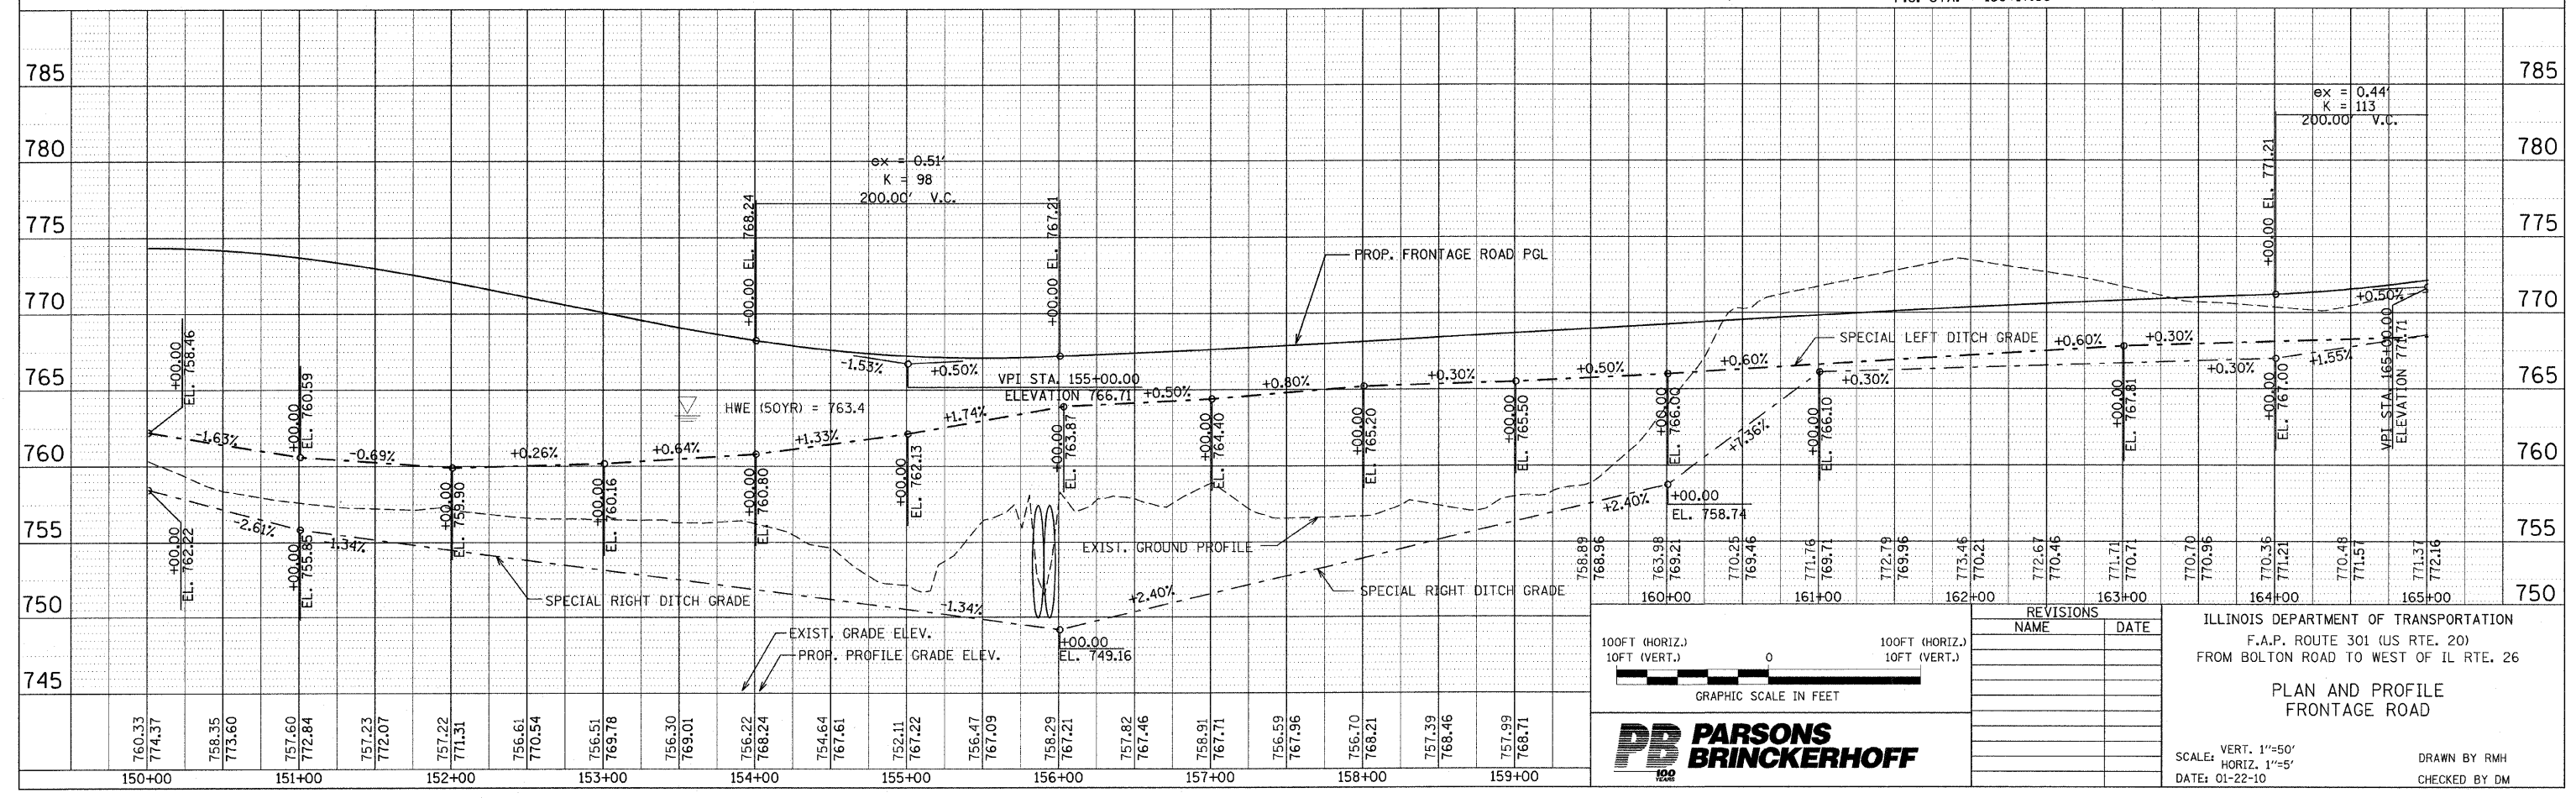 785
785
ex = 0.44'
K = 113
200.00' V.C.
780
780
ex = 0.51'
K = 98
200.00' V.C.
775
775
+00.00 EL. 768.24
+00.00 EL. 767.21
+00.00 EL. 771.21
PROP. FRONTAGE ROAD PGL
770
770
+0.50%
VPI STA. 165+00.00
ELEVATION 771.71
+00.00
EL. 758.46
+00.00
EL. 760.59
-1.53%
+0.50%
VPI STA. 155+00.00
ELEVATION 766.71
SPECIAL LEFT DITCH GRADE
765
765
HWE (50YR) = 763.4
-1.63%
-0.69%
+0.26%
+0.64%
+1.33%
+1.74%
+0.50%
+0.80%
+0.30%
+0.50%
+0.60%
+0.60%
+0.30%
+0.30%
+0.30%
+1.55%
+7.36%
760
760
+00.00
EL. 759.90
+00.00
EL. 760.16
+00.00
EL. 760.80
+00.00
EL. 762.13
+00.00
EL. 763.87
+00.00
EL. 764.40
+00.00
EL. 765.20
+00.00
EL. 765.50
+00.00
EL. 766.00
+00.00
EL. 766.10
+00.00
EL. 767.81
+00.00
EL. 767.00
755
755
+00.00
EL. 762.22
-2.61%
+00.00
EL. 755.85
-1.34%
EXIST. GROUND PROFILE
+2.40%
+00.00
EL. 758.74
SPECIAL RIGHT DITCH GRADE
-1.34%
+2.40%
SPECIAL RIGHT DITCH GRADE
750
750
+00.00
EL. 749.16
EXIST. GRADE ELEV.
PROP. PROFILE GRADE ELEV.
745
758.89
768.96
763.98
769.21
770.25
769.46
771.76
769.71
772.79
769.96
773.46
770.21
772.67
770.46
771.71
770.71
770.70
770.96
770.36
771.21
770.48
771.57
771.37
772.16
160+00
161+00
162+00
163+00
164+00
165+00
760.33
774.37
758.35
773.60
757.60
772.84
757.23
772.07
757.22
771.31
756.61
770.54
756.51
769.78
756.30
769.01
756.22
768.24
754.64
767.61
752.11
767.22
756.47
767.09
758.29
767.21
757.82
767.46
758.91
767.71
756.59
767.96
756.70
768.21
757.39
768.46
757.99
768.71
150+00
151+00
152+00
153+00
154+00
155+00
156+00
157+00
158+00
159+00
100FT (HORIZ.)
10FT (VERT.)
0
100FT (HORIZ.)
10FT (VERT.)
GRAPHIC SCALE IN FEET
PB
100
YEARS
PARSONS
BRINCKERHOFF
REVISIONS
NAME
DATE
ILLINOIS DEPARTMENT OF TRANSPORTATION
F.A.P. ROUTE 301 (US RTE. 20)
FROM BOLTON ROAD TO WEST OF IL RTE. 26
PLAN AND PROFILE
FRONTAGE ROAD
SCALE: VERT. 1"=50'
HORIZ. 1"=5'
DATE: 01-22-10
DRAWN BY RMH
CHECKED BY DM